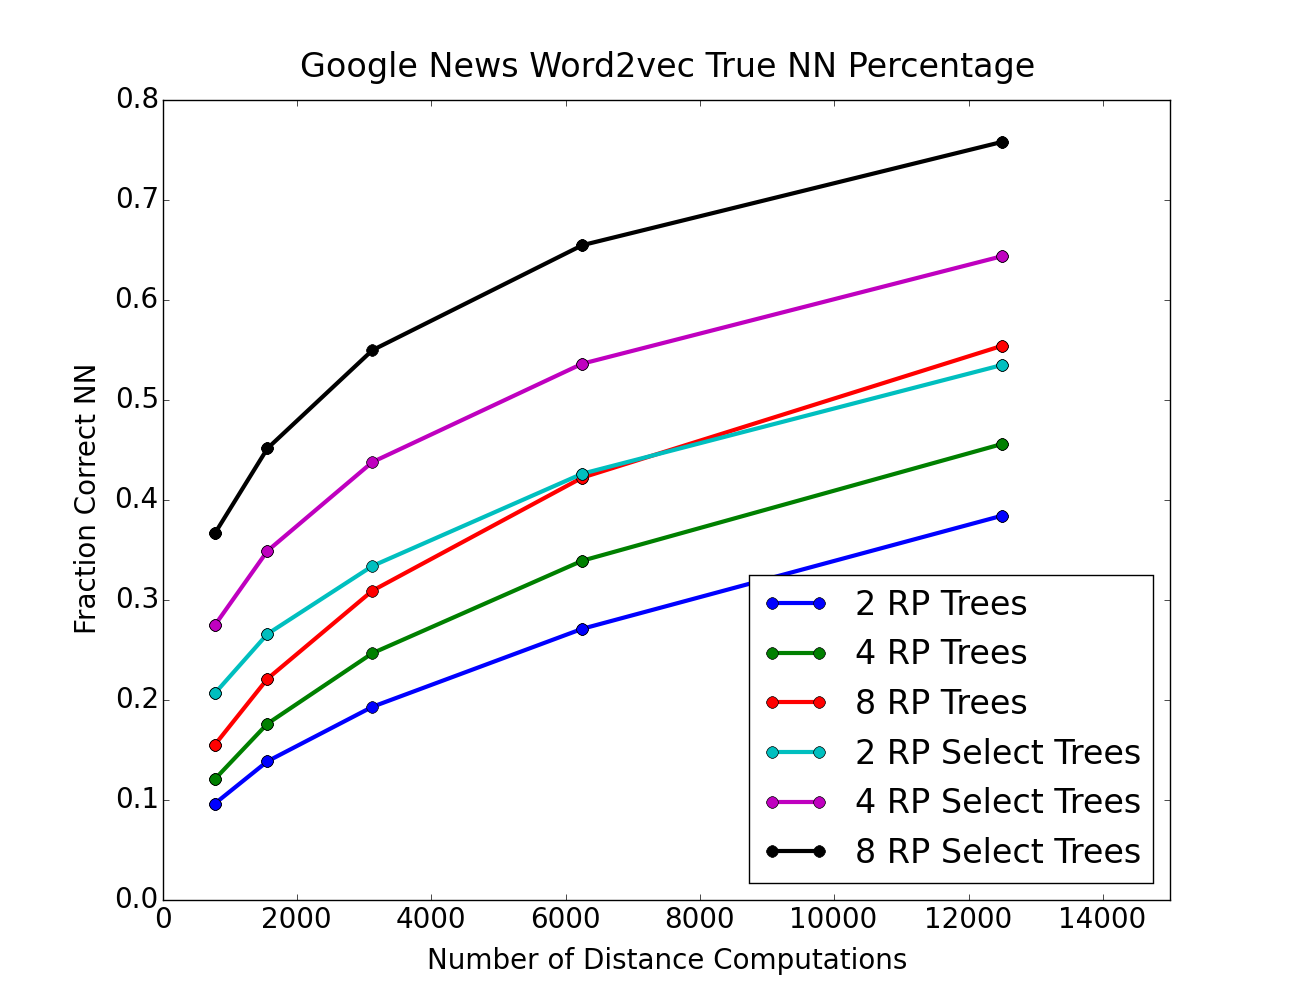 Google News Word2vec True NN Percentage
0.8
0.7
0.6
0.5
0.4
0.3
0.2
0.1
0.0
Fraction Correct NN
2 RP Trees
4 RP Trees
8 RP Trees
2 RP Select Trees
4 RP Select Trees
8 RP Select Trees
0 2000 4000 6000 8000 10000 12000 14000
Number of Distance Computations